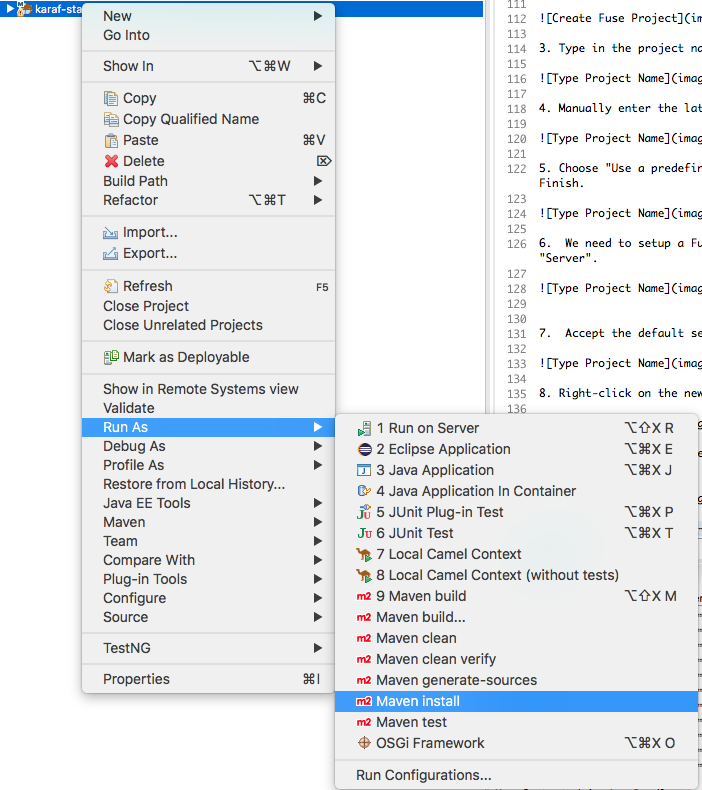 karaf-sta
New
Go Into
Show In ⌥⌘W
Copy ⌘C
Copy Qualified Name
Paste ⌘V
Delete ⌦
Build Path
Refactor ⌥⌘T
Import...
Export...
Refresh F5
Close Project
Close Unrelated Projects
Mark as Deployable
Show in Remote Systems view
Validate
Run As
Debug As
Profile As
Restore from Local History...
Java EE Tools
Maven
Team
Compare With
Plug-in Tools
Configure
Source
TestNG
Properties ⌘I
1 Run on Server ⌥⇧X R
2 Eclipse Application ⌥⌘X E
3 Java Application ⌥⌘X J
4 Java Application In Container
5 JUnit Plug-in Test ⌥⌘X P
6 JUnit Test ⌥⌘X T
7 Local Camel Context
8 Local Camel Context (without tests)
m2 9 Maven build ⌥⇧X M
m2 Maven build...
m2 Maven clean
m2 Maven clean verify
m2 Maven generate-sources
m2 Maven install
m2 Maven test
OSGi Framework ⌥⌘X O
Run Configurations...
111
112 ![Create Fuse Project](im
113
114 3. Type in the project na
115
116 ![Type Project Name](imag
117
118 4. Manually enter the lat
119
120 ![Type Project Name](imag
121
122 5. Choose "Use a predefin
Finish.
123
124 ![Type Project Name](imag
125
126 6.  We need to setup a Fu
"Server".
127
128 ![Type Project Name](imag
129
130
131 7.  Accept the default se
132
133 ![Type Project Name](imag
134
135 8. Right-click on the new
136